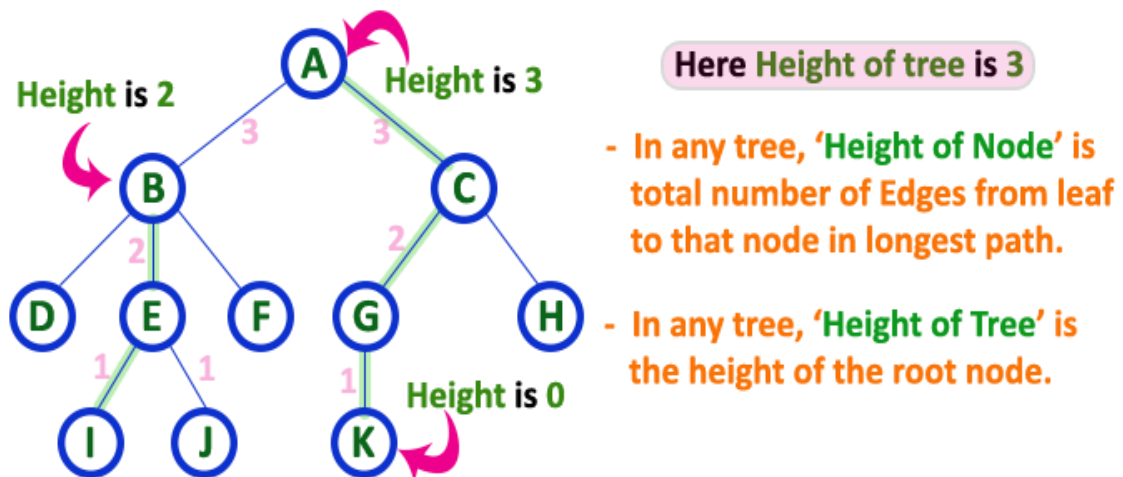 A
Height is 3
Here Height of tree is 3
Height is 2
3
3
- In any tree, ‘Height of Node’ is
total number of Edges from leaf
to that node in longest path.
B
C
2
2
D
E
F
G
H
- In any tree, ‘Height of Tree’ is
the height of the root node.
1
1
1
Height is 0
I
J
K